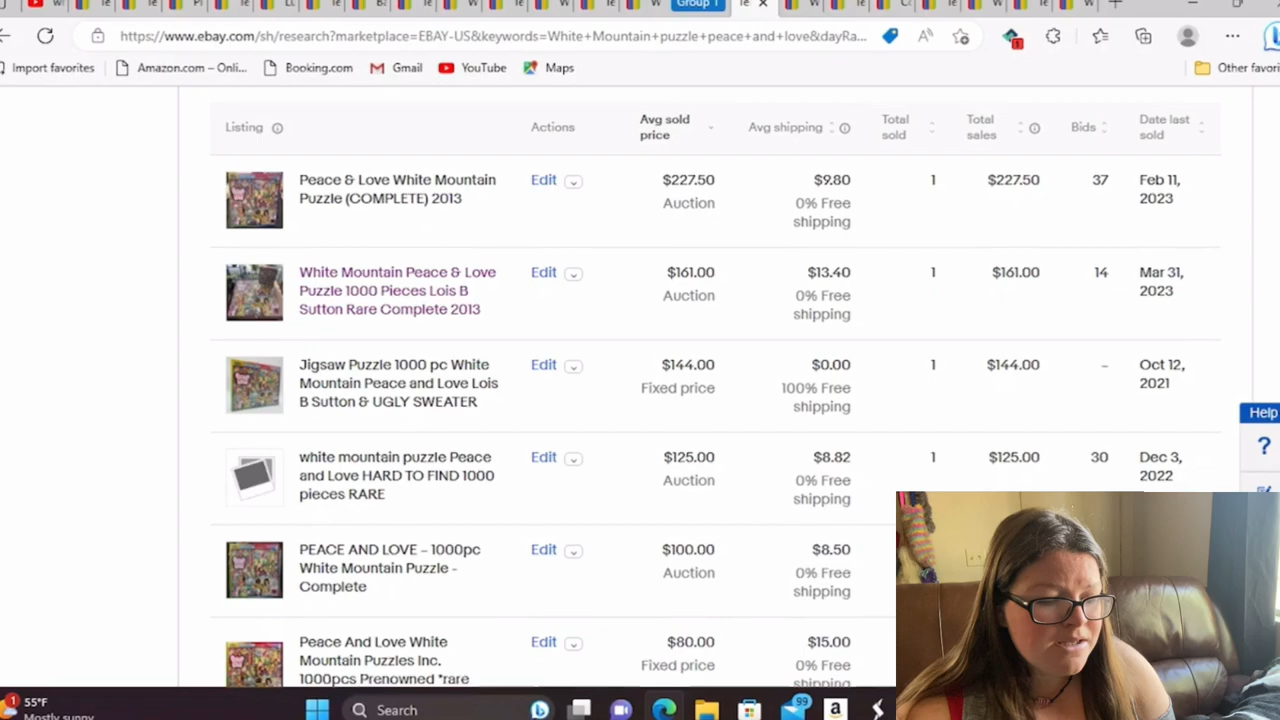 Group 1
https://www.ebay.com/sh/research?marketplace=EBAY-US&keywords=White+Mountain+puzzle+peace+and+love&dayRa...
Import favorites Amazon.com – Onli... Booking.com Gmail YouTube Maps Other favori
Listing Actions Avg sold price Avg shipping Total sold Total sales Bids Date last sold
Peace & Love White Mountain Edit $227.50 $9.80 1 $227.50 37 Feb 11,
Puzzle (COMPLETE) 2013 Auction 0% Free 2023
shipping
White Mountain Peace & Love Edit $161.00 $13.40 1 $161.00 14 Mar 31,
Puzzle 1000 Pieces Lois B Auction 0% Free 2023
Sutton Rare Complete 2013 shipping
Jigsaw Puzzle 1000 pc White Edit $144.00 $0.00 1 $144.00 – Oct 12,
Mountain Peace and Love Lois Fixed price 100% Free 2021
B Sutton & UGLY SWEATER shipping
Help
?
white mountain puzzle Peace Edit $125.00 $8.82 1 $125.00 30 Dec 3,
and Love HARD TO FIND 1000 Auction 0% Free 2022
pieces RARE shipping
PEACE AND LOVE – 1000pc Edit $100.00 $8.50
White Mountain Puzzle - Auction 0% Free
Complete shipping
Peace And Love White Edit $80.00 $15.00
Mountain Puzzles Inc. Fixed price 0% Free
1000pcs Prenowned *rare shipping
1 55°F Search 99
Mostly sunny